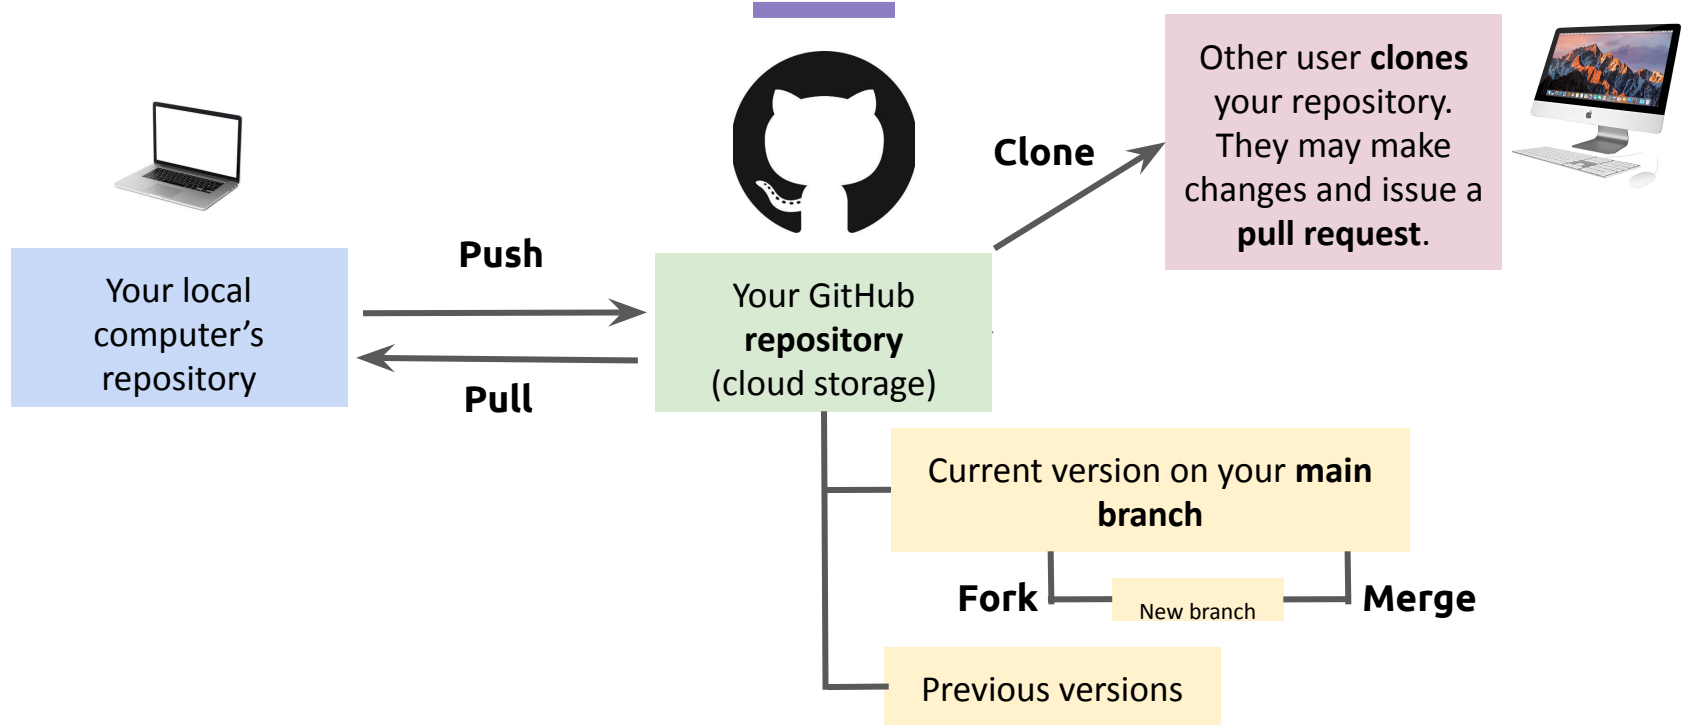 Other user clones
your repository.
They may make
changes and issue a
pull request.
Clone
Push
Your local
computer’s
repository
Your GitHub
repository
(cloud storage)
Pull
Current version on your main
branch
Fork
New branch
Merge
Previous versions